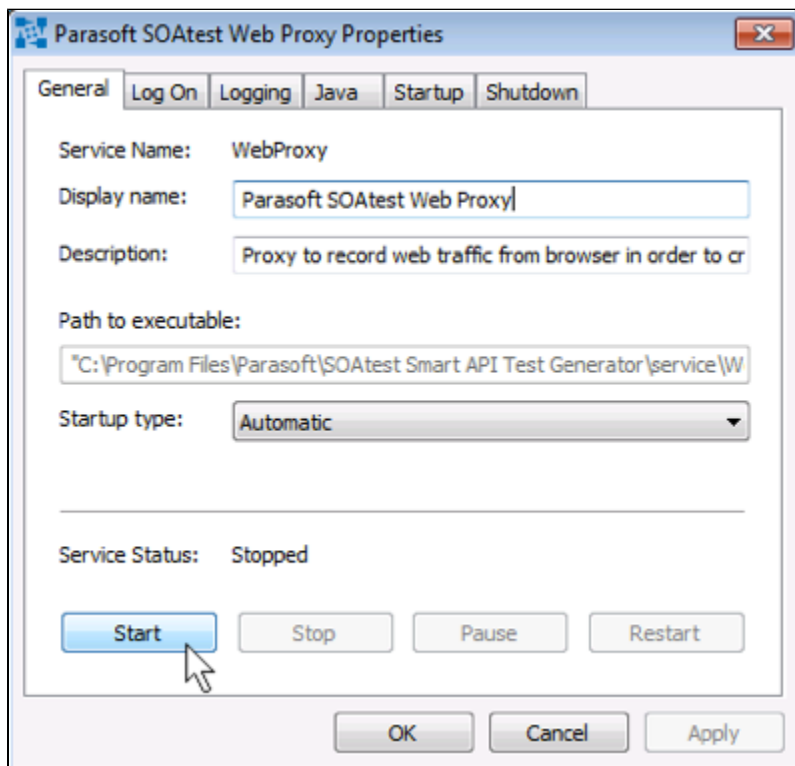 Parasoft SOAtest Web Proxy Properties
General Log On Logging Java Startup Shutdown
Service Name: WebProxy
Display name: Parasoft SOAtest Web Proxy
Description: Proxy to record web traffic from browser in order to cr
Path to executable:
"C:\Program Files\Parasoft\SOAtest Smart API Test Generator\service\W
Startup type: Automatic
Service Status: Stopped
Start Stop Pause Restart
OK Cancel Apply